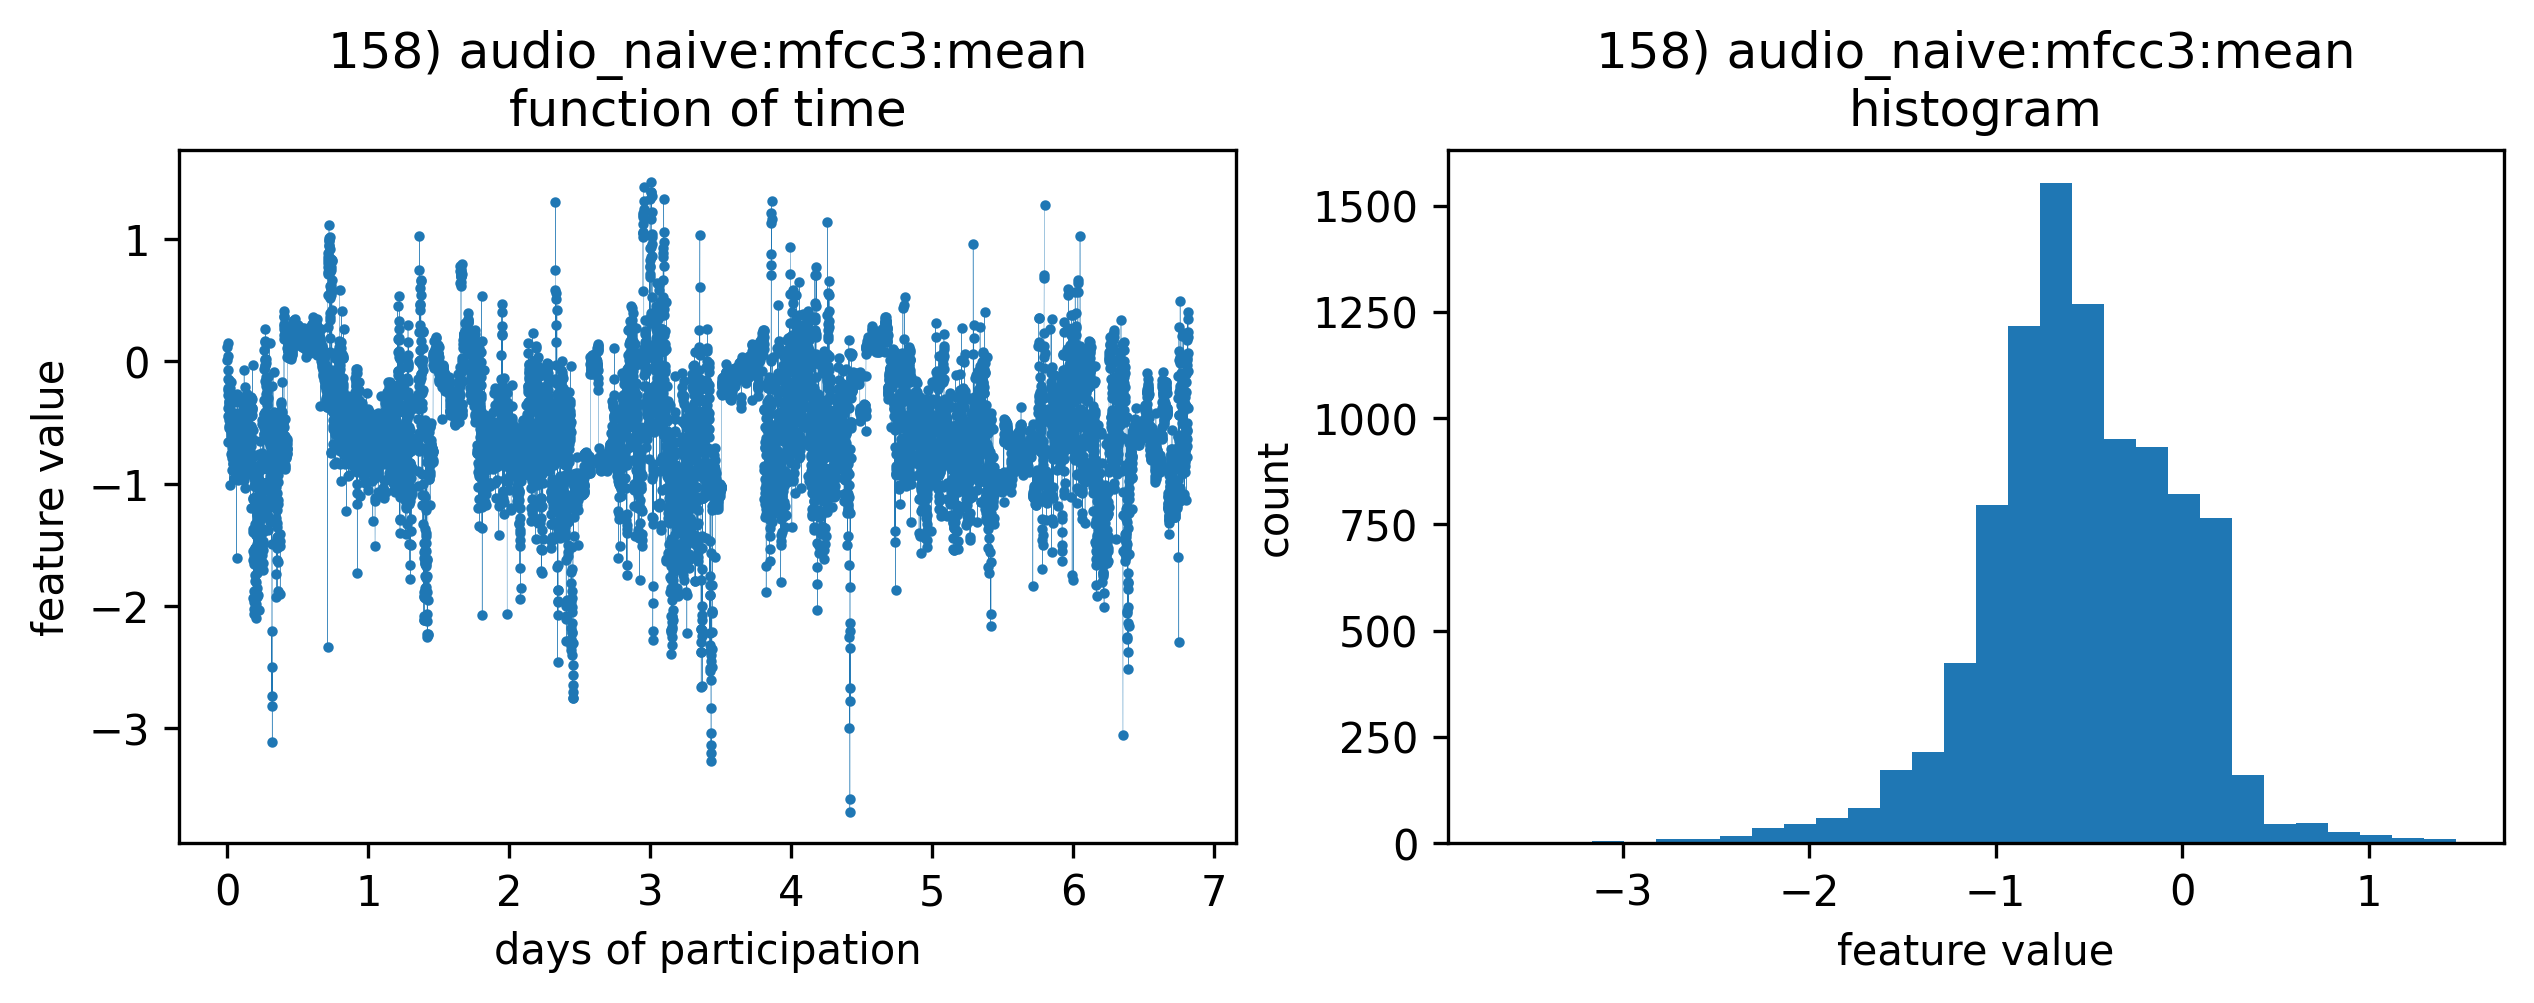 158) audio_naive:mfcc3:mean
function of time
feature value
1
0
−1
−2
−3
0 1 2 3 4 5 6 7
days of participation
158) audio_naive:mfcc3:mean
histogram
count
1500
1250
1000
750
500
250
0
−3 −2 −1 0 1
feature value